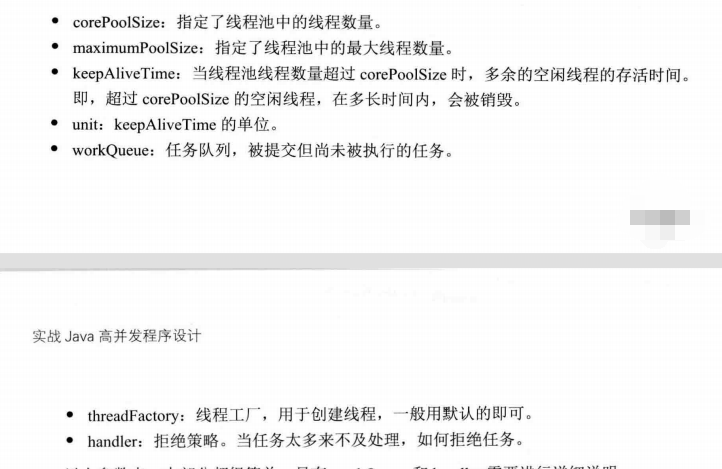 • corePoolSize：指定了线程池中的线程数量。
• maximumPoolSize：指定了线程池中的最大线程数量。
• keepAliveTime：当线程池线程数量超过 corePoolSize 时，多余的空闲线程的存活时间。
即，超过 corePoolSize 的空闲线程，在多长时间内，会被销毁。
• unit：keepAliveTime 的单位。
• workQueue：任务队列，被提交但尚未被执行的任务。
实战 Java 高并发程序设计
• threadFactory：线程工厂，用于创建线程，一般用默认的即可。
• handler：拒绝策略。当任务太多来不及处理，如何拒绝任务。